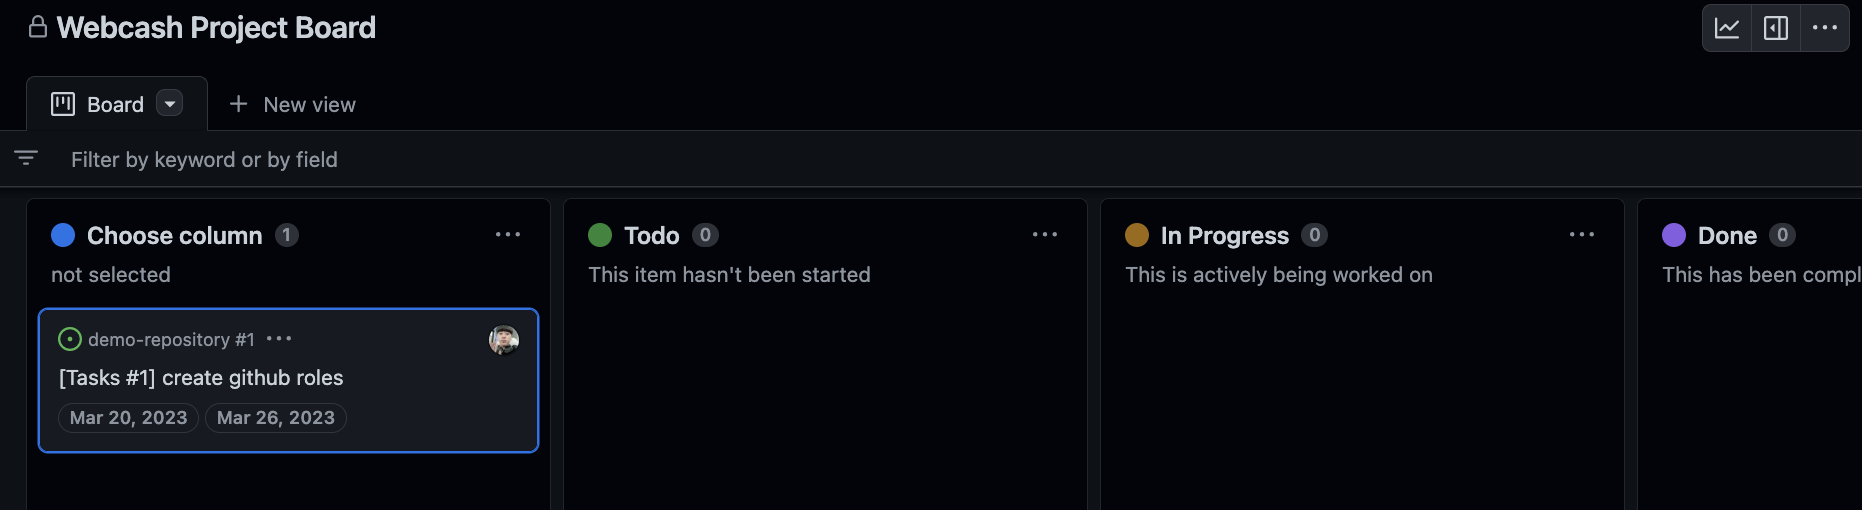 Webcash Project Board
Board
New view
Filter by keyword or by field
Choose column 1
not selected
demo-repository #1
[Tasks #1] create github roles
Mar 20, 2023 Mar 26, 2023
Todo 0
This item hasn't been started
In Progress 0
This is actively being worked on
Done 0
This has been compl